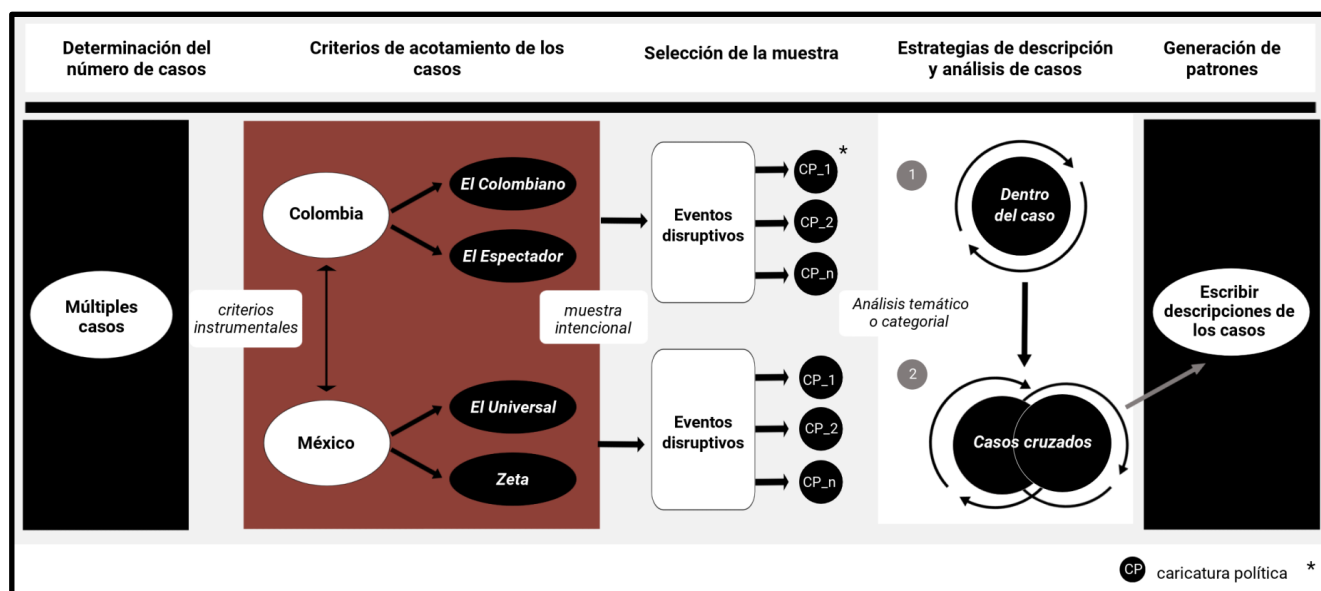 Determinación del
número de casos
Criterios de acotamiento de los
casos
Selección de la muestra
Estrategias de descripción
y análisis de casos
Generación de
patrones
Múltiples
casos
criterios
instrumentales
Colombia
El Colombiano
El Espectador
México
El Universal
Zeta
muestra
intencional
Eventos
disruptivos
CP_1
*
CP_2
CP_n
Eventos
disruptivos
CP_1
CP_2
CP_n
Análisis temático
o categorial
1
Dentro
del caso
2
Casos cruzados
Escribir
descripciones de
los casos
CP caricatura política *